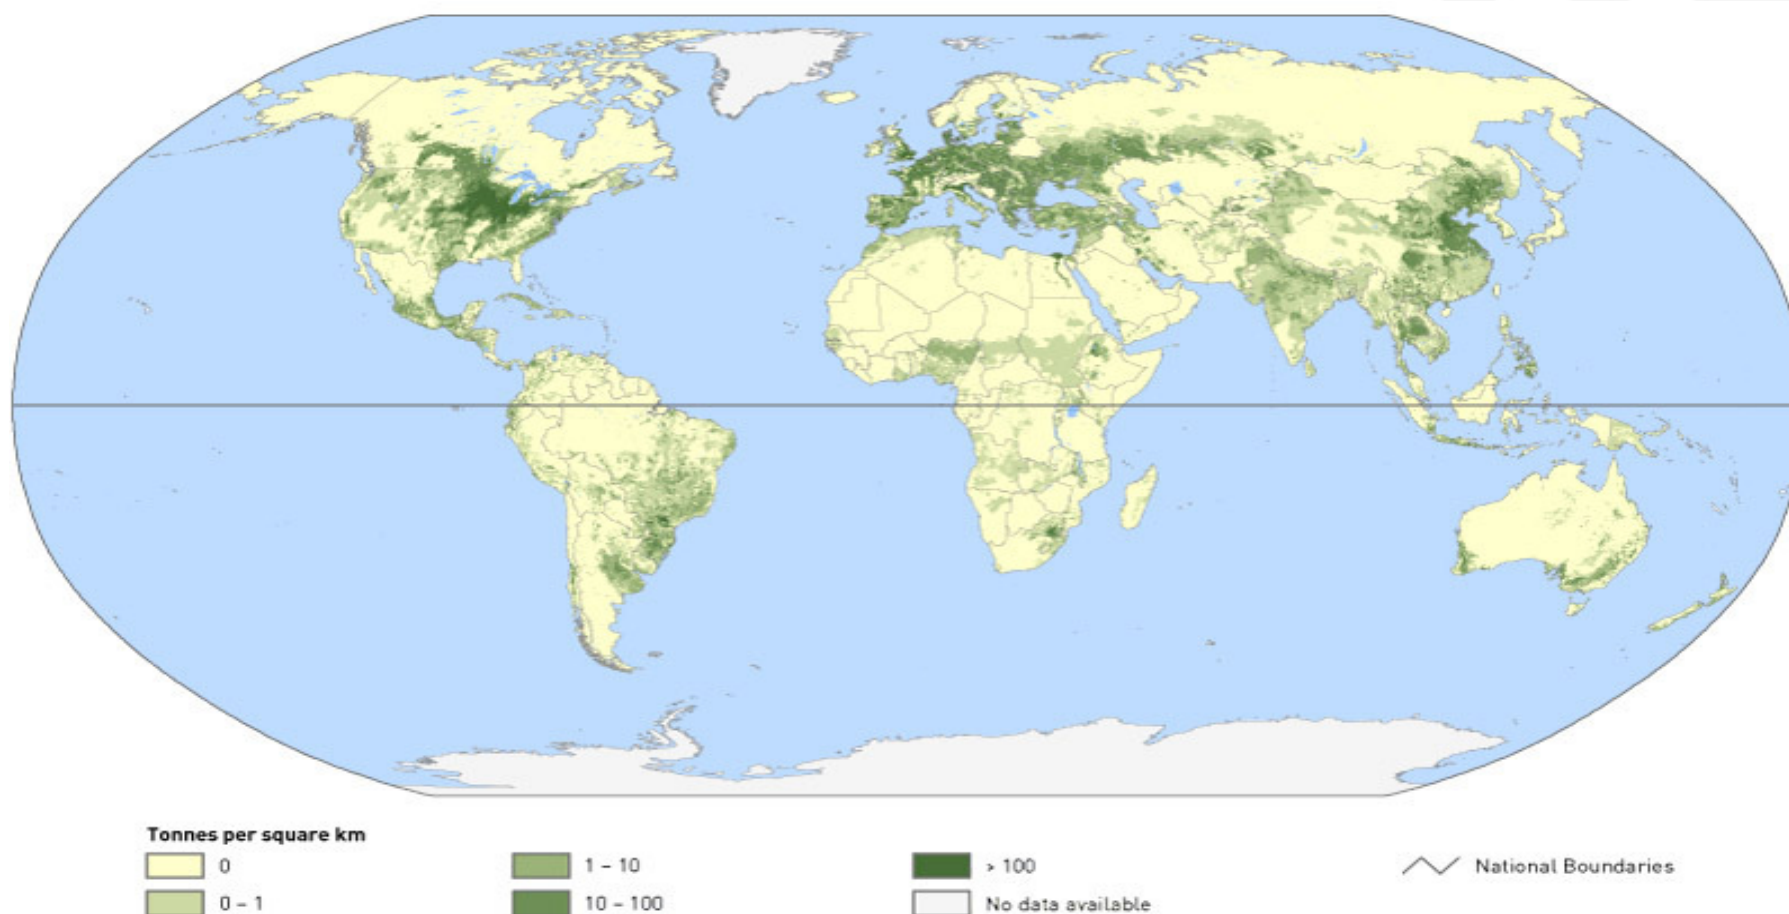 Tonnes per square km
0
1 – 10
> 100
National Boundaries
0 – 1
10 – 100
No data available